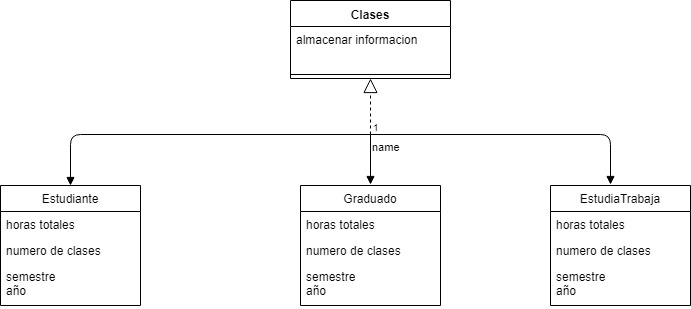 Clases
almacenar informacion
1
name
Estudiante
horas totales
numero de clases
semestre
año
Graduado
horas totales
numero de clases
semestre
año
EstudiaTrabaja
horas totales
numero de clases
semestre
año